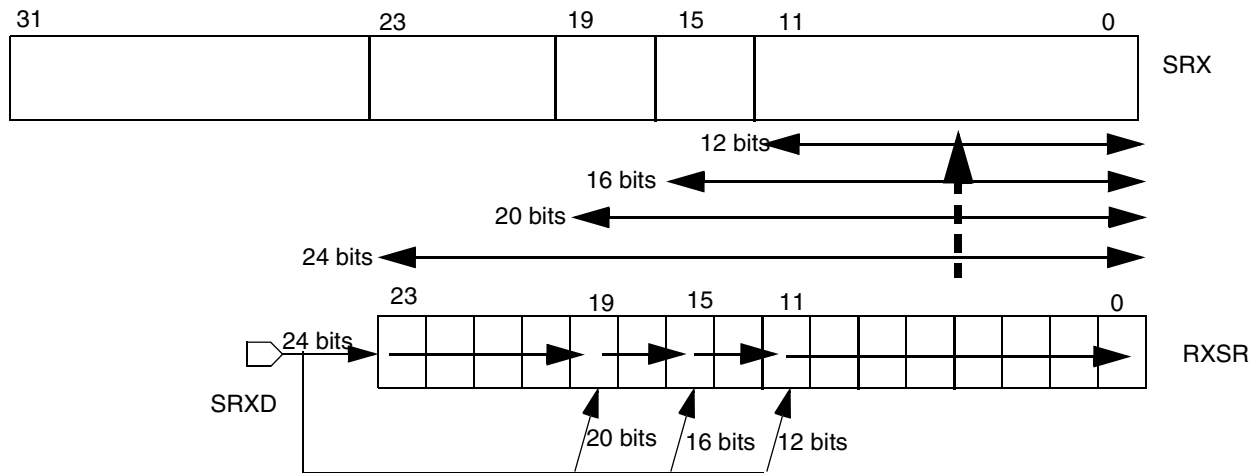 31 23 19 15 11 0
SRX
12 bits
16 bits
20 bits
24 bits
23 19 15 11 0
24 bits
RXSR
SRXD
20 bits 16 bits 12 bits